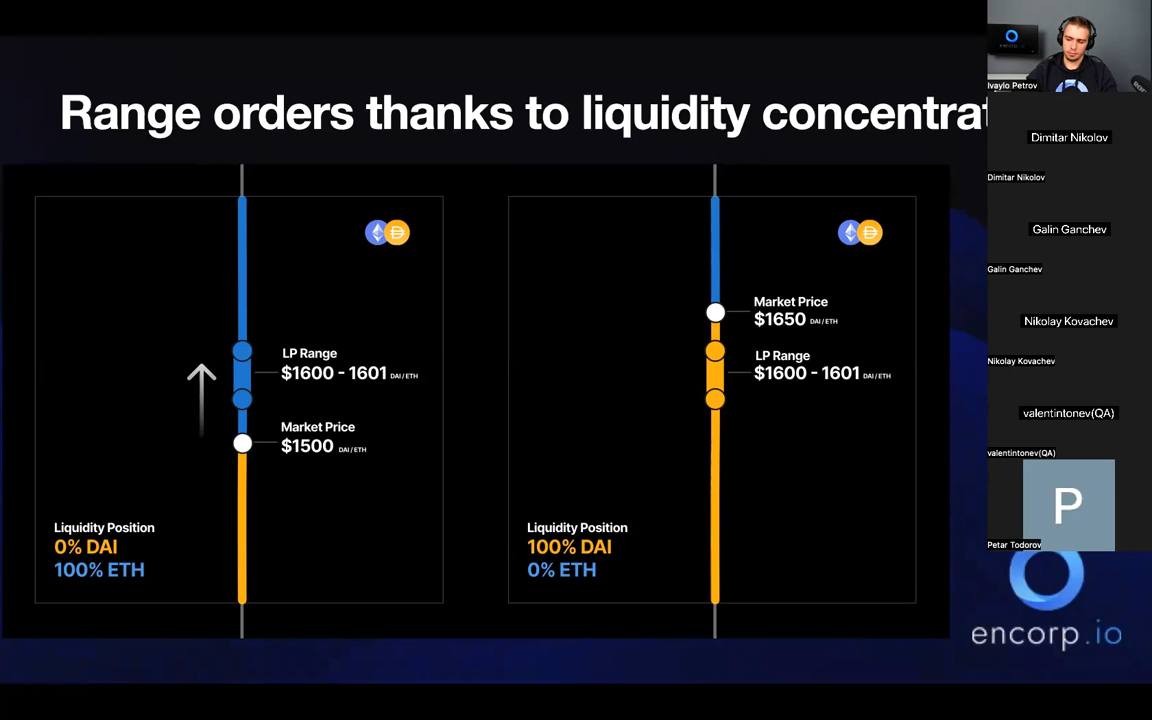 Range orders thanks to liquidity concentrat
LP Range
$1600 - 1601 DAI / ETH
Market Price
$1500 DAI / ETH
Liquidity Position
0% DAI
100% ETH
Market Price
$1650 DAI / ETH
LP Range
$1600 - 1601 DAI / ETH
Liquidity Position
100% DAI
0% ETH
Ivaylo Petrov
Dimitar Nikolov
Dimitar Nikolov
Galin Ganchev
Galin Ganchev
Nikolay Kovachev
Nikolay Kovachev
valentintonev(QA)
valentintonev(QA)
P
Petar Todorov
encorp.io